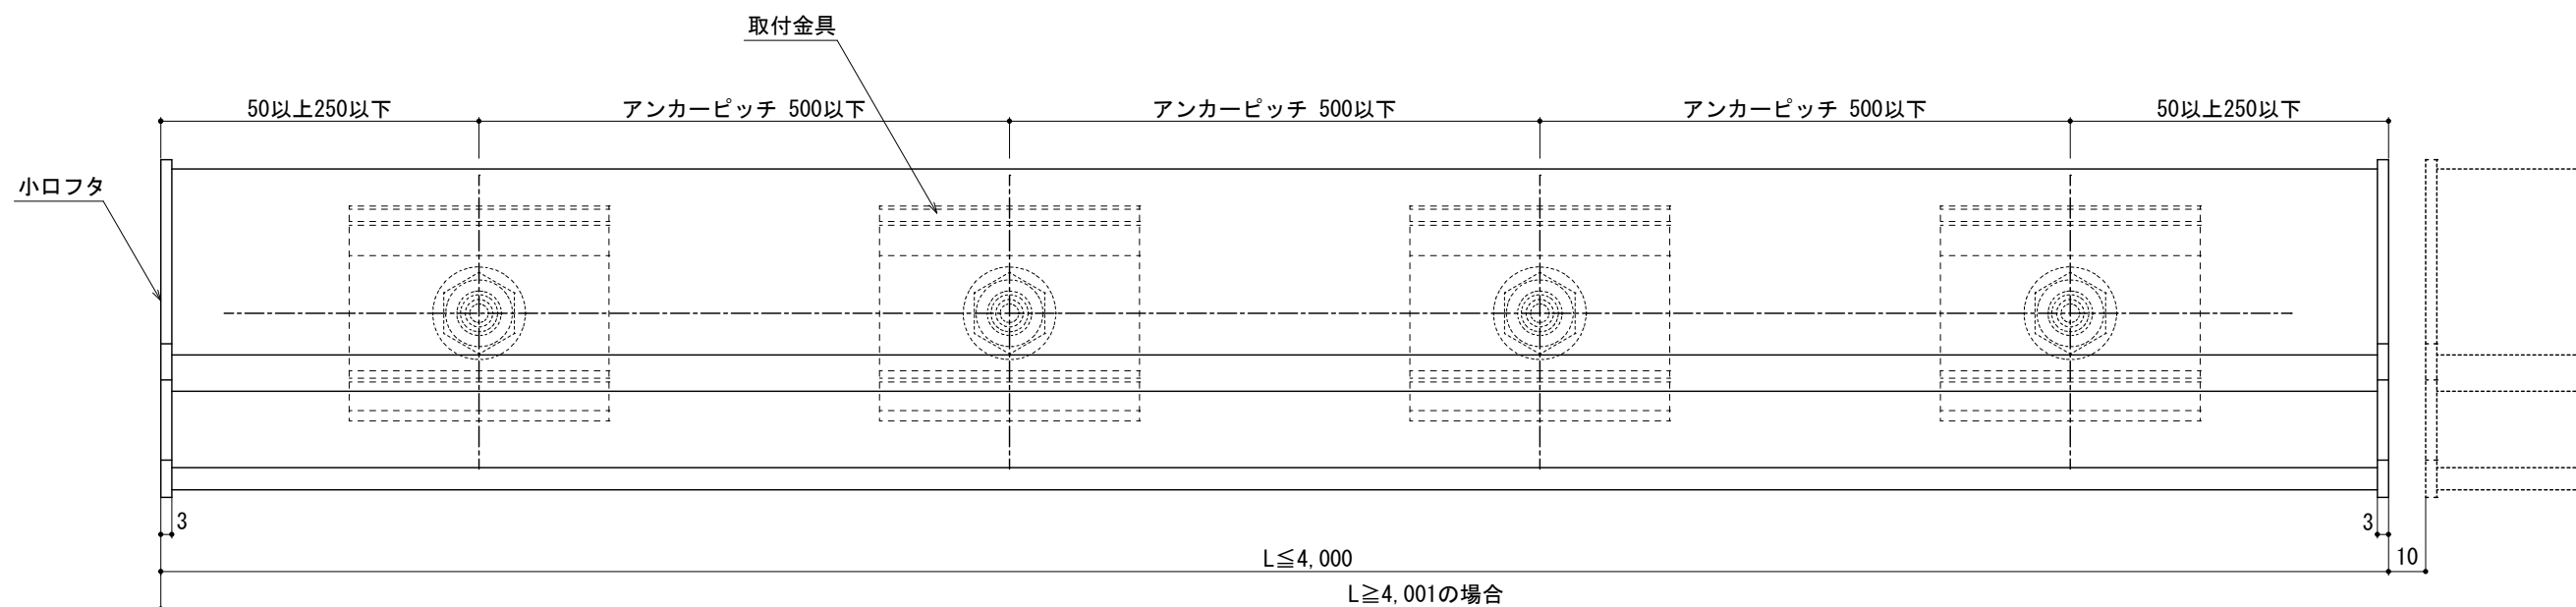 取付金具
50以上250以下
アンカーピッチ 500以下
アンカーピッチ 500以下
アンカーピッチ 500以下
50以上250以下
小口フタ
3
3
L≦4,000
10
L≧4,001の場合